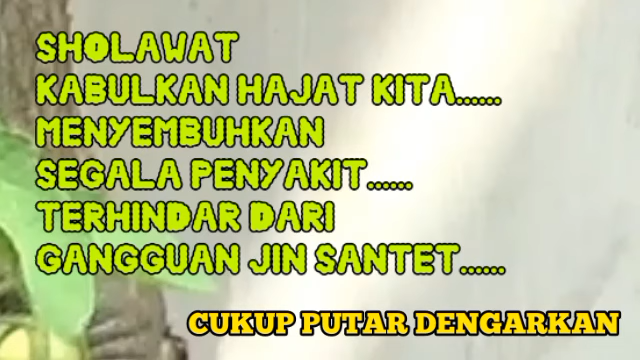 SHOLAWAT
KABULKAN HAJAT KITA......
MENYEMBUHKAN
SEGALA PENYAKIT......
TERHINDAR DARI
GANGGUAN JIN SANTET......
CUKUP PUTAR DENGARKAN